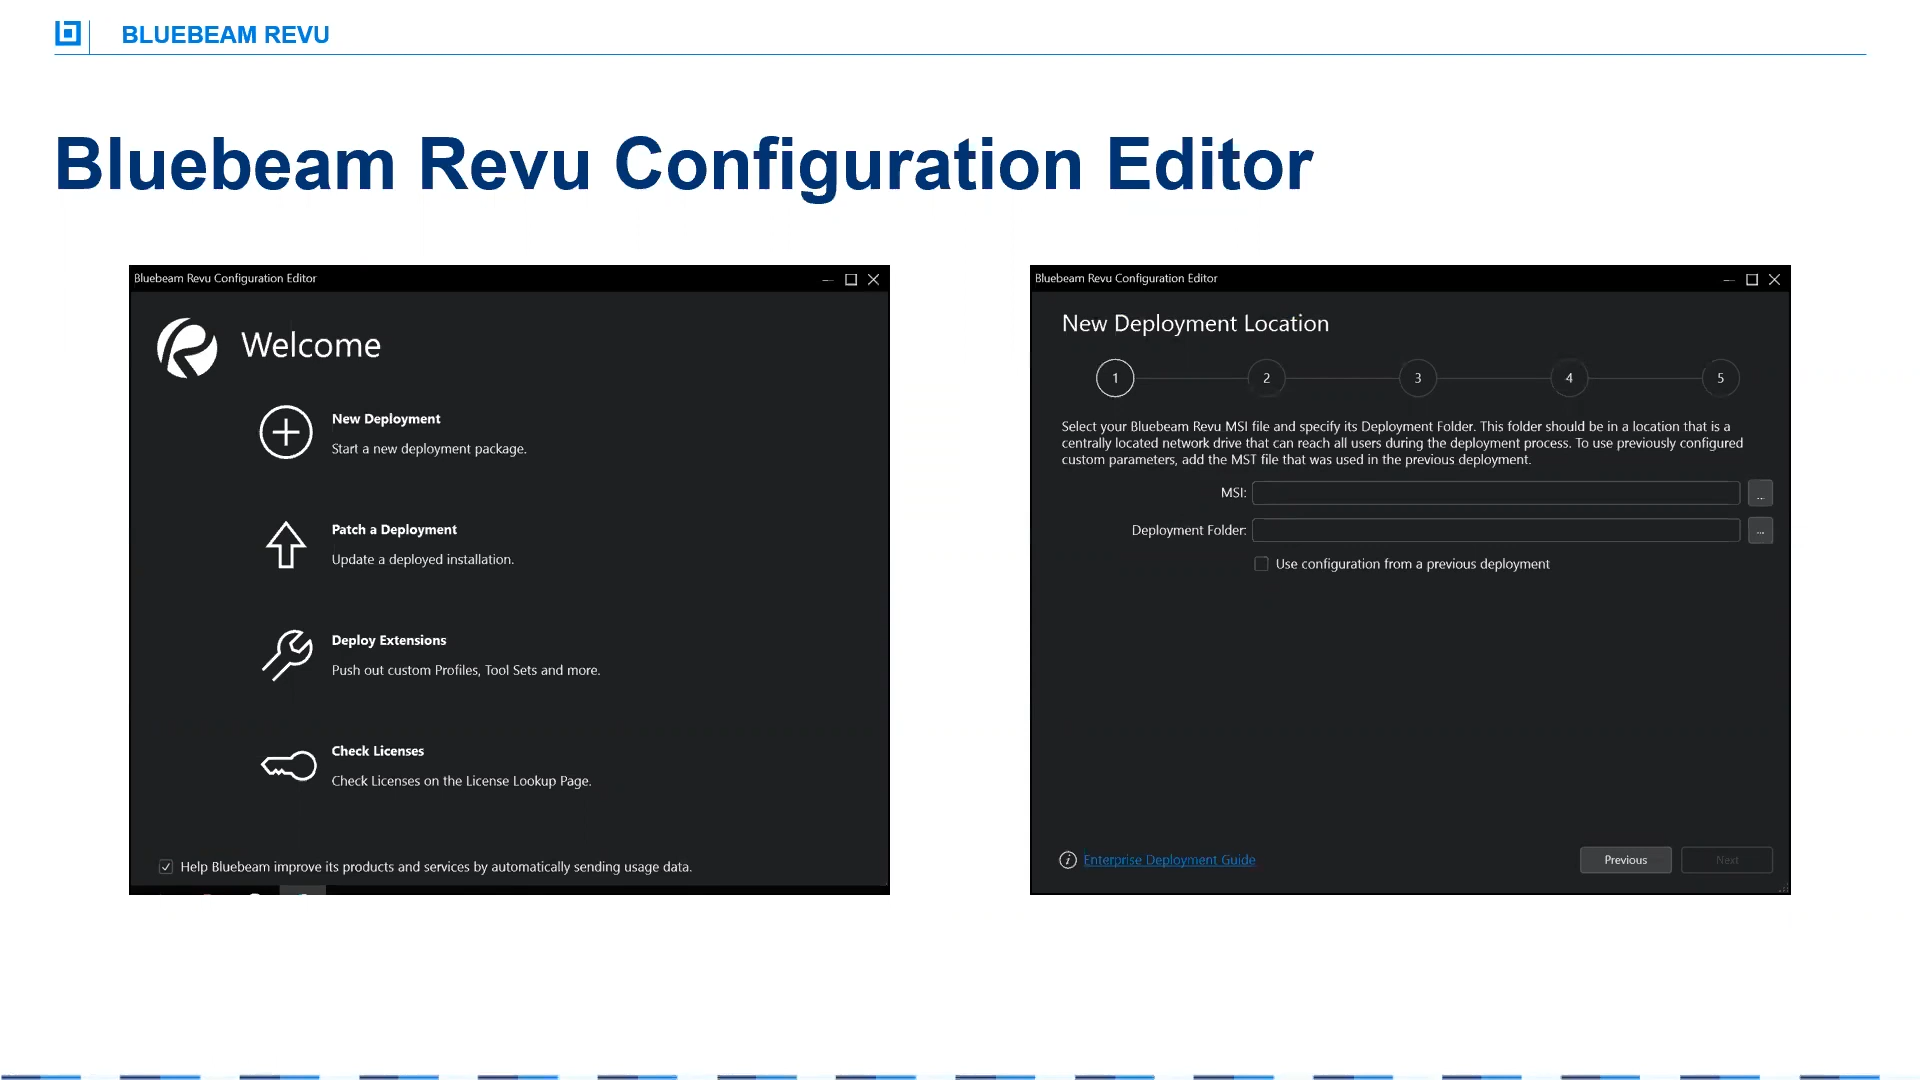 BLUEBEAM REVU
Bluebeam Revu Configuration Editor
Bluebeam Revu Configuration Editor
Welcome
New Deployment
Start a new deployment package.
Patch a Deployment
Update a deployed installation.
Deploy Extensions
Push out custom Profiles, Tool Sets and more.
Check Licenses
Check Licenses on the License Lookup Page.
Help Bluebeam improve its products and services by automatically sending usage data.
Bluebeam Revu Configuration Editor
New Deployment Location
1 2 3 4 5
Select your Bluebeam Revu MSI file and specify its Deployment Folder. This folder should be in a location that is a
centrally located network drive that can reach all users during the deployment process. To use previously configured
custom parameters, add the MST file that was used in the previous deployment.
MSI: ...
Deployment Folder: ...
Use configuration from a previous deployment
Enterprise Deployment Guide
Previous Next